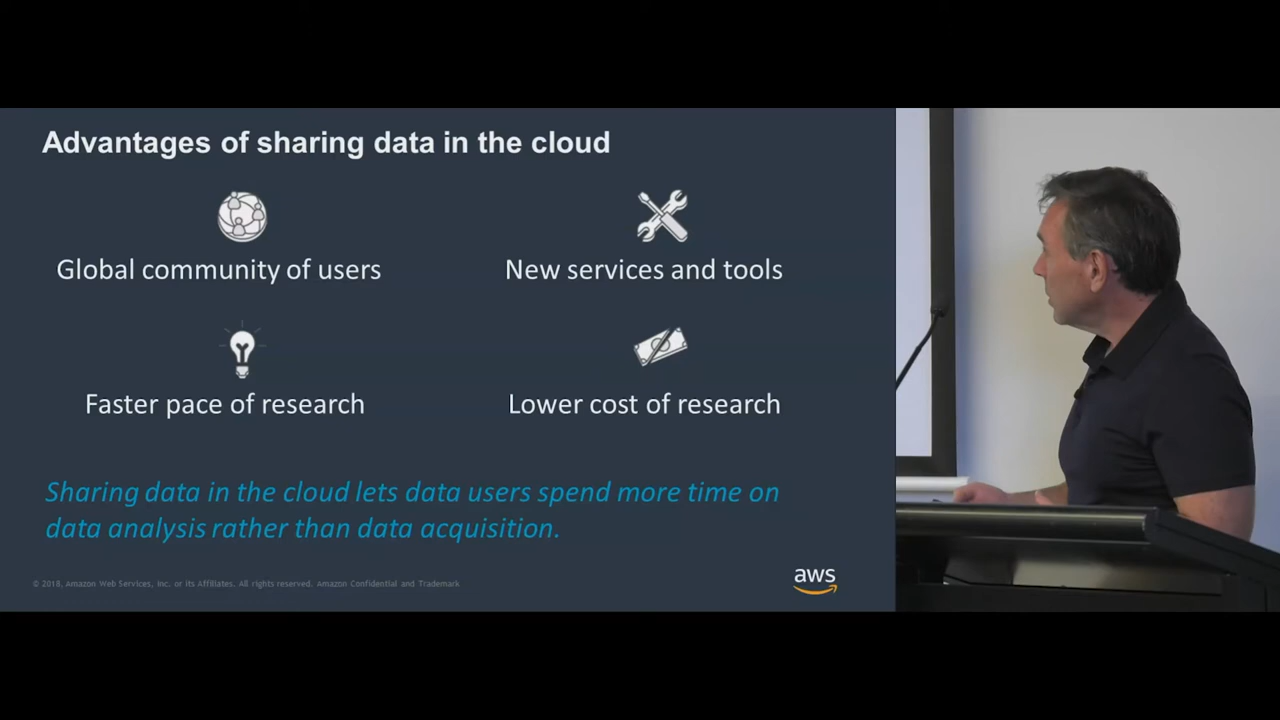 Advantages of sharing data in the cloud
Global community of users
New services and tools
Faster pace of research
Lower cost of research
Sharing data in the cloud lets data users spend more time on
data analysis rather than data acquisition.
© 2018, Amazon Web Services, Inc. or its Affiliates. All rights reserved. Amazon Confidential and Trademark
aws